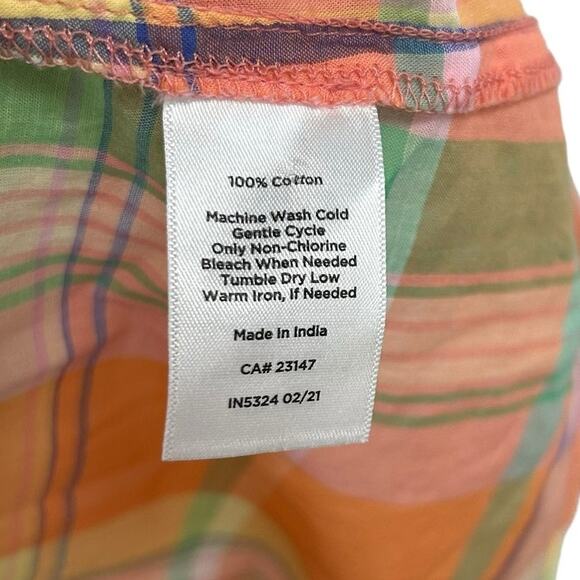 100% Cotton
Machine Wash Cold
Gentle Cycle
Only Non-Chlorine
Bleach When Needed
Tumble Dry Low
Warm Iron, If Needed
Made In India
CA# 23147
IN5324 02/21